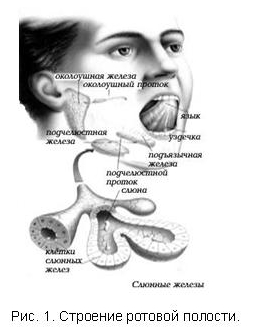 околоушная железа
околоушный проток
язык
уздечка
подчелюстная
железа
подъязычная
железа
подчелюстной
проток
слюна
клетки
слюнных
желез
Слюнные железы
Рис. 1. Строение ротовой полости.